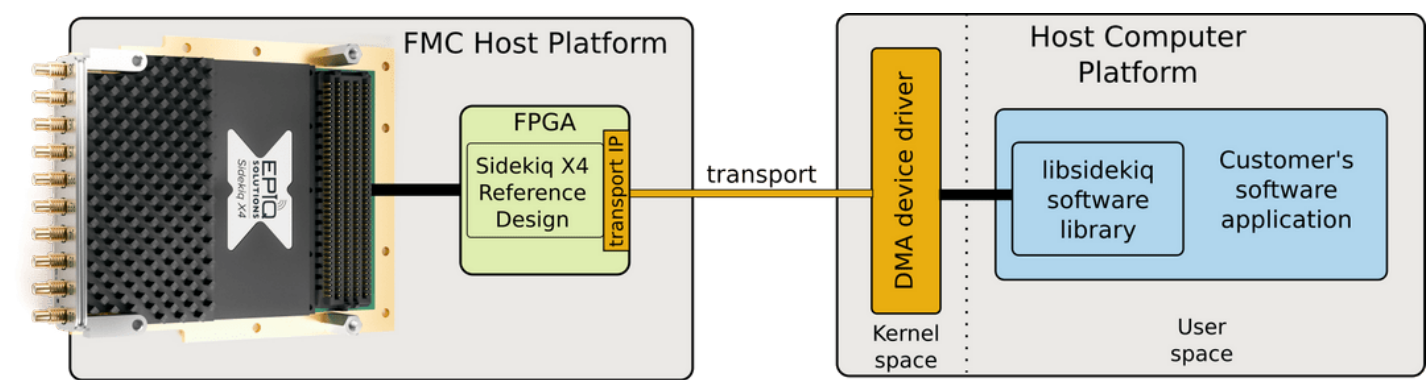 FMC Host Platform
EPIQ
SOLUTIONS
Sidekiq X4
FPGA
Sidekiq X4
Reference
Design
transport IP
transport
DMA device driver
Kernel
space
Host Computer
Platform
libsidekiq
software
library
Customer's
software
application
User
space